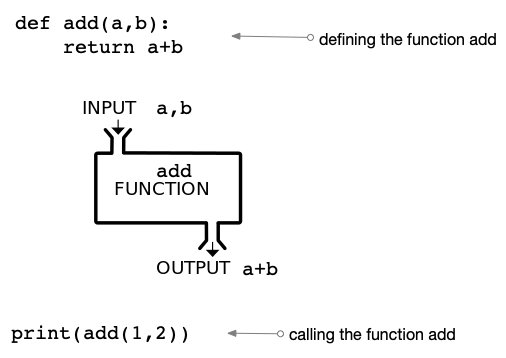 def add(a,b):
    return a+b
defining the function add
INPUT a,b
add
FUNCTION
OUTPUT a+b
print(add(1,2))
calling the function add